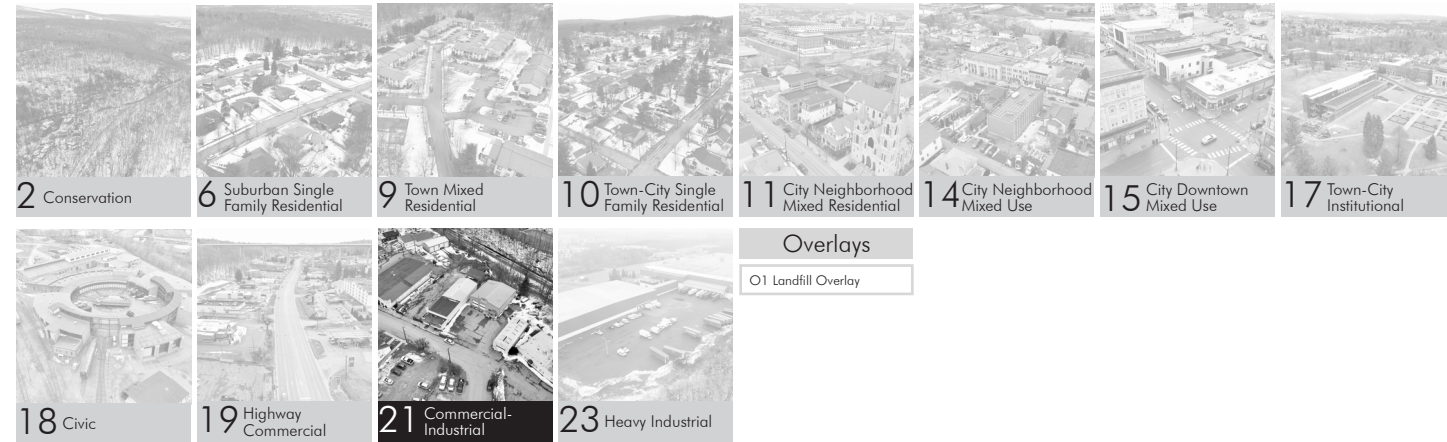 2 Conservation
6 Suburban Single
Family Residential
9 Town Mixed
Residential
10 Town-City Single
Family Residential
11 City Neighborhood
Mixed Residential
14 City Neighborhood
Mixed Use
15 City Downtown
Mixed Use
17 Town-City
Institutional
18 Civic
19 Highway
Commercial
21 Commercial-
Industrial
23 Heavy Industrial
Overlays
O1 Landfill Overlay